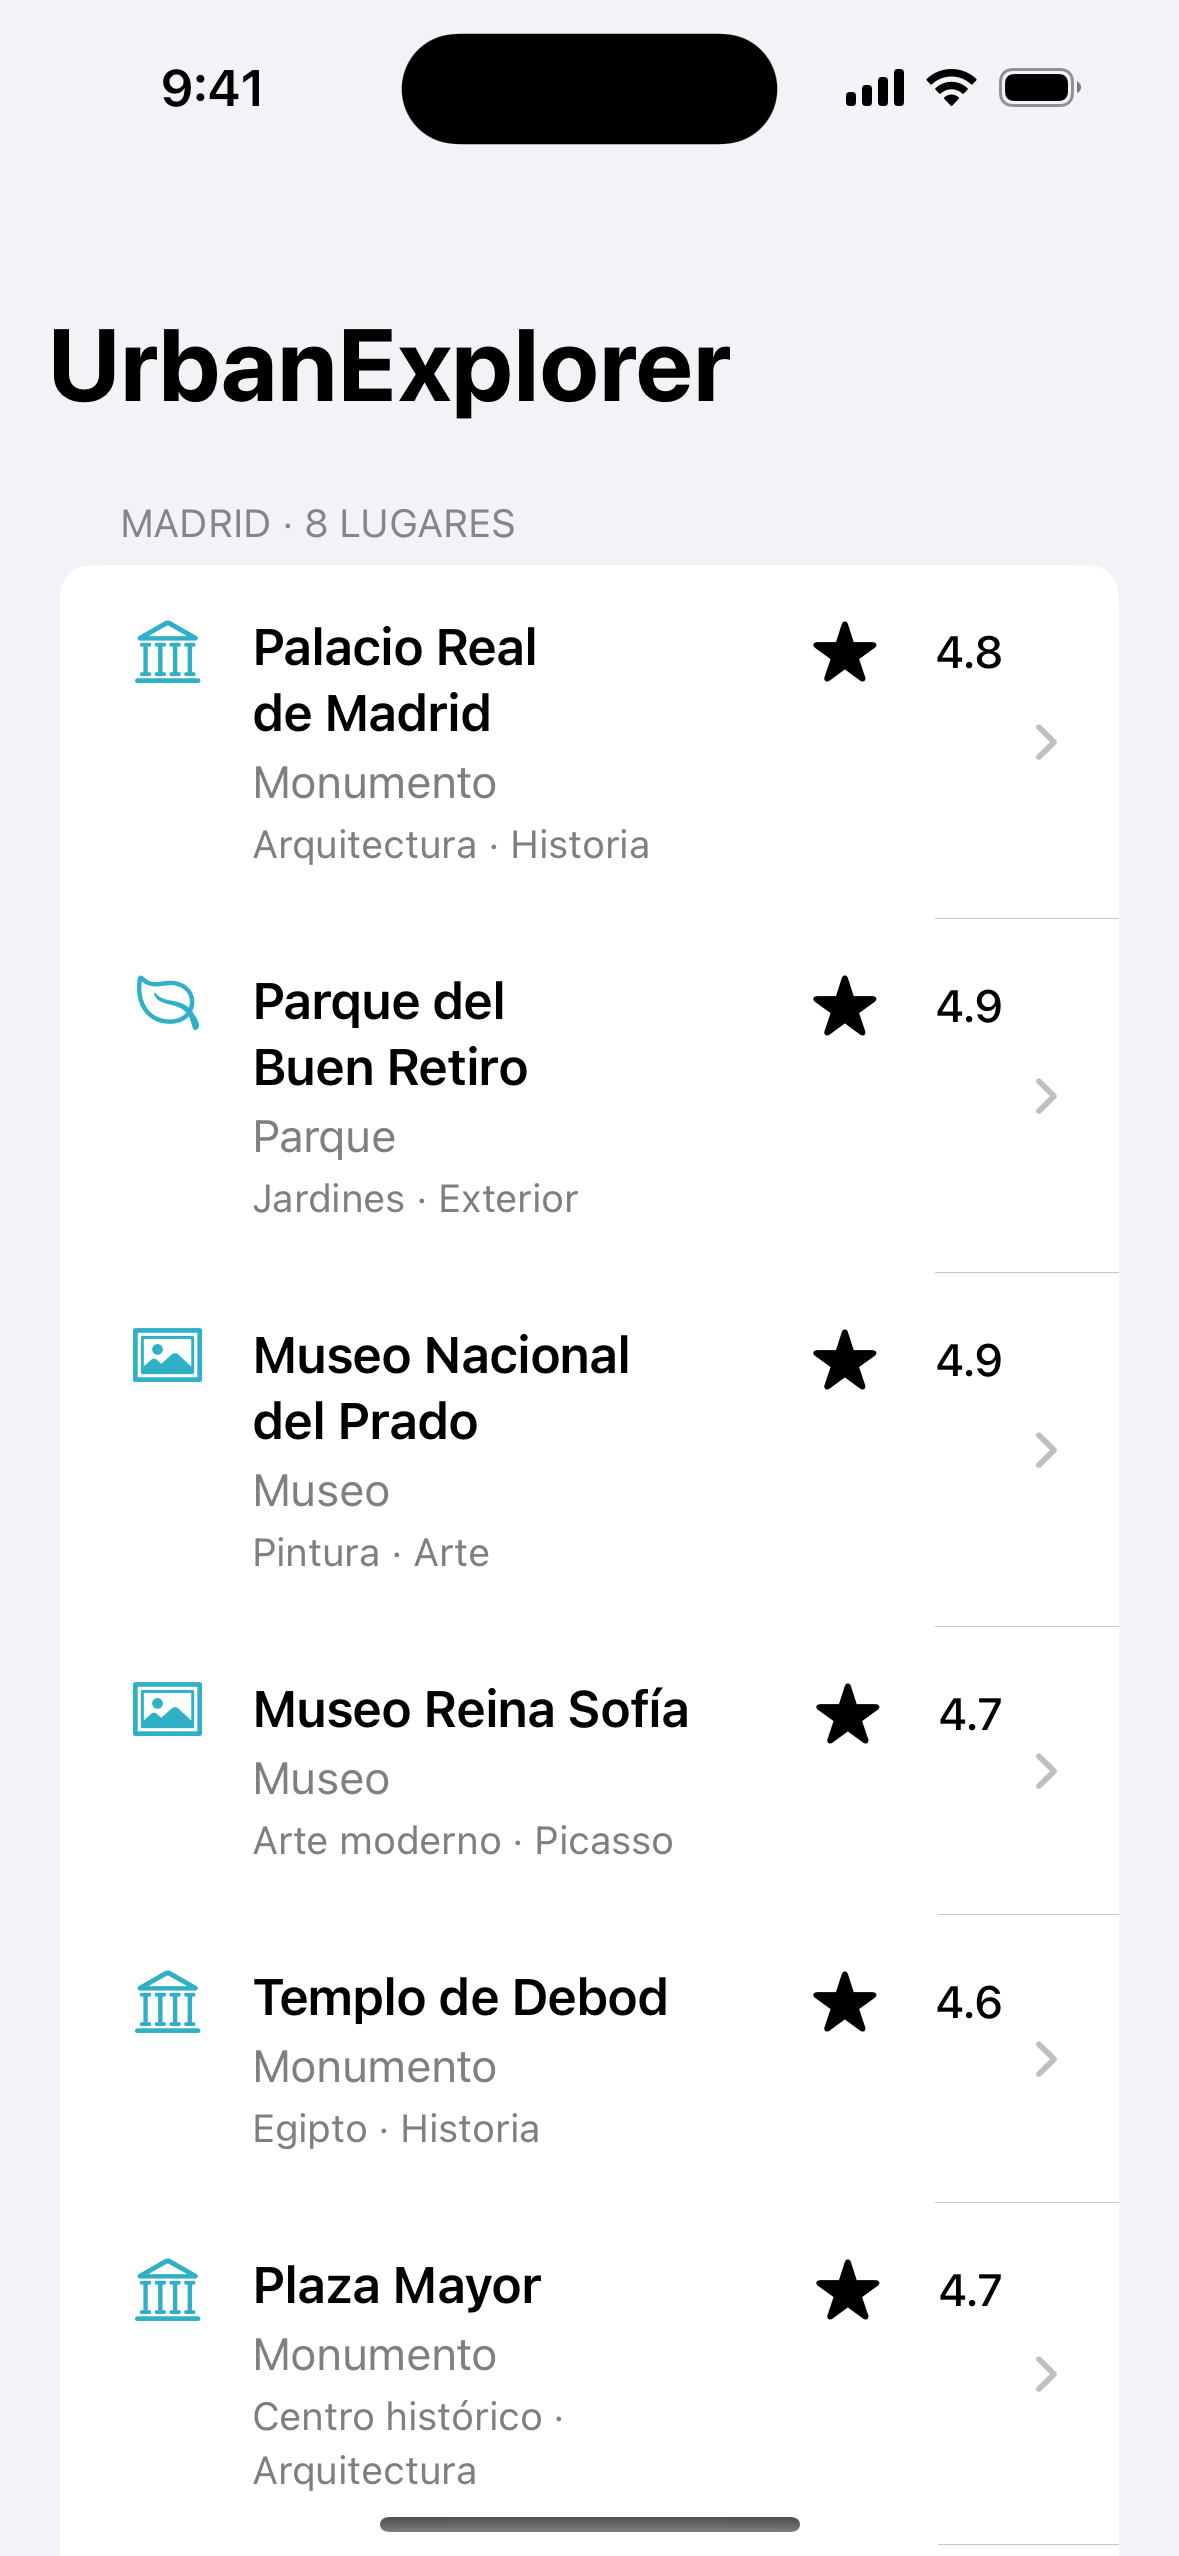 9:41
UrbanExplorer
MADRID · 8 LUGARES
Palacio Real
de Madrid
4.8
Monumento
Arquitectura · Historia
Parque del
Buen Retiro
4.9
Parque
Jardines · Exterior
Museo Nacional
del Prado
4.9
Museo
Pintura · Arte
Museo Reina Sofía
4.7
Museo
Arte moderno · Picasso
Templo de Debod
4.6
Monumento
Egipto · Historia
Plaza Mayor
4.7
Monumento
Centro histórico ·
Arquitectura